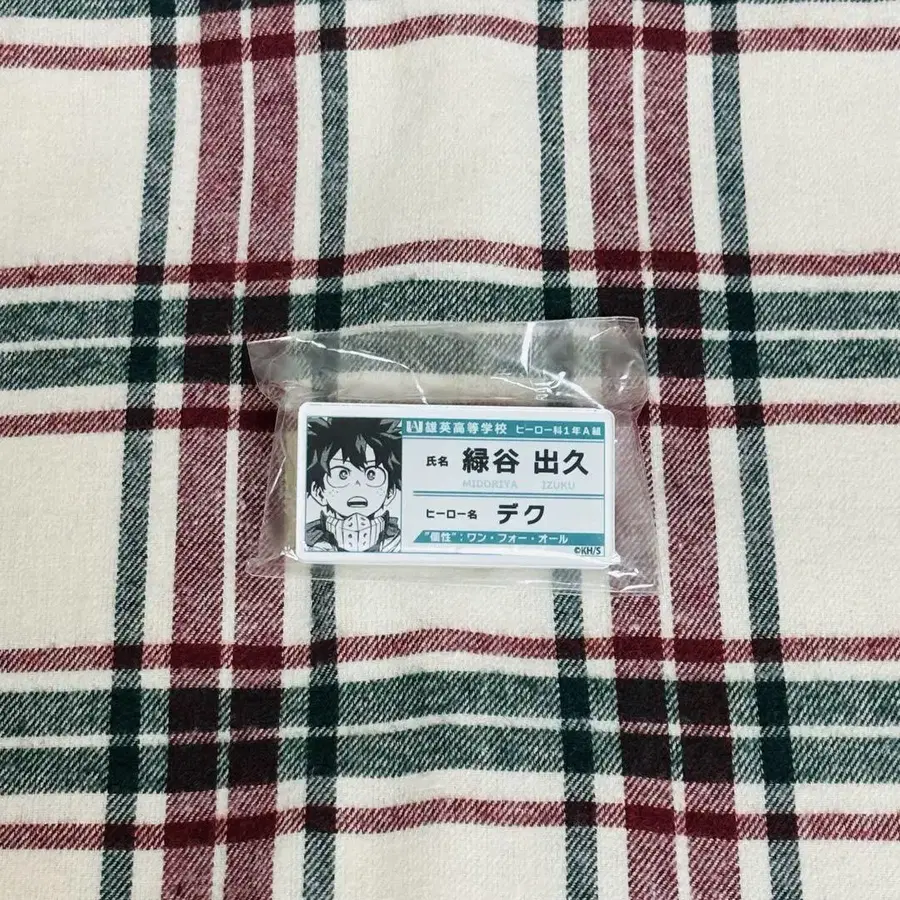 雄英高等学校 ヒーロー科1年A組
氏名 緑谷 出久
MIDORIYA IZUKU
ヒーロー名 デク
"個性"：ワン・フォー・オール
©KH/S